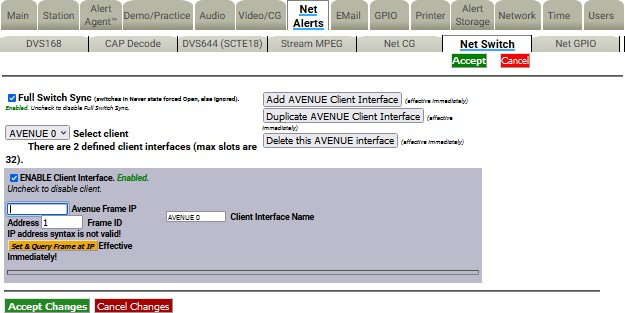 Main Station Alert Agent™ Demo/Practice Audio Video/CG Net Alerts EMail GPIO Printer Alert Storage Network Time Users
DVS168 CAP Decode DVS644 (SCTE18) Stream MPEG Net CG Net Switch Net GPIO
Accept Cancel
Full Switch Sync (switches in Never state forced Open, else ignored).
Enabled. Uncheck to disable Full Switch Sync.
Add AVENUE Client Interface (effective immediately)
Duplicate AVENUE Client Interface (effective
immediately)
Delete this AVENUE interface (effective immediately)
AVENUE 0 Select client
There are 2 defined client interfaces (max slots are
32).
ENABLE Client Interface. Enabled.
Uncheck to disable client.
Avenue Frame IP
Address 1 Frame ID
IP address syntax is not valid!
Set & Query Frame at IP Effective
Immediately!
AVENUE 0 Client Interface Name
Accept Changes Cancel Changes